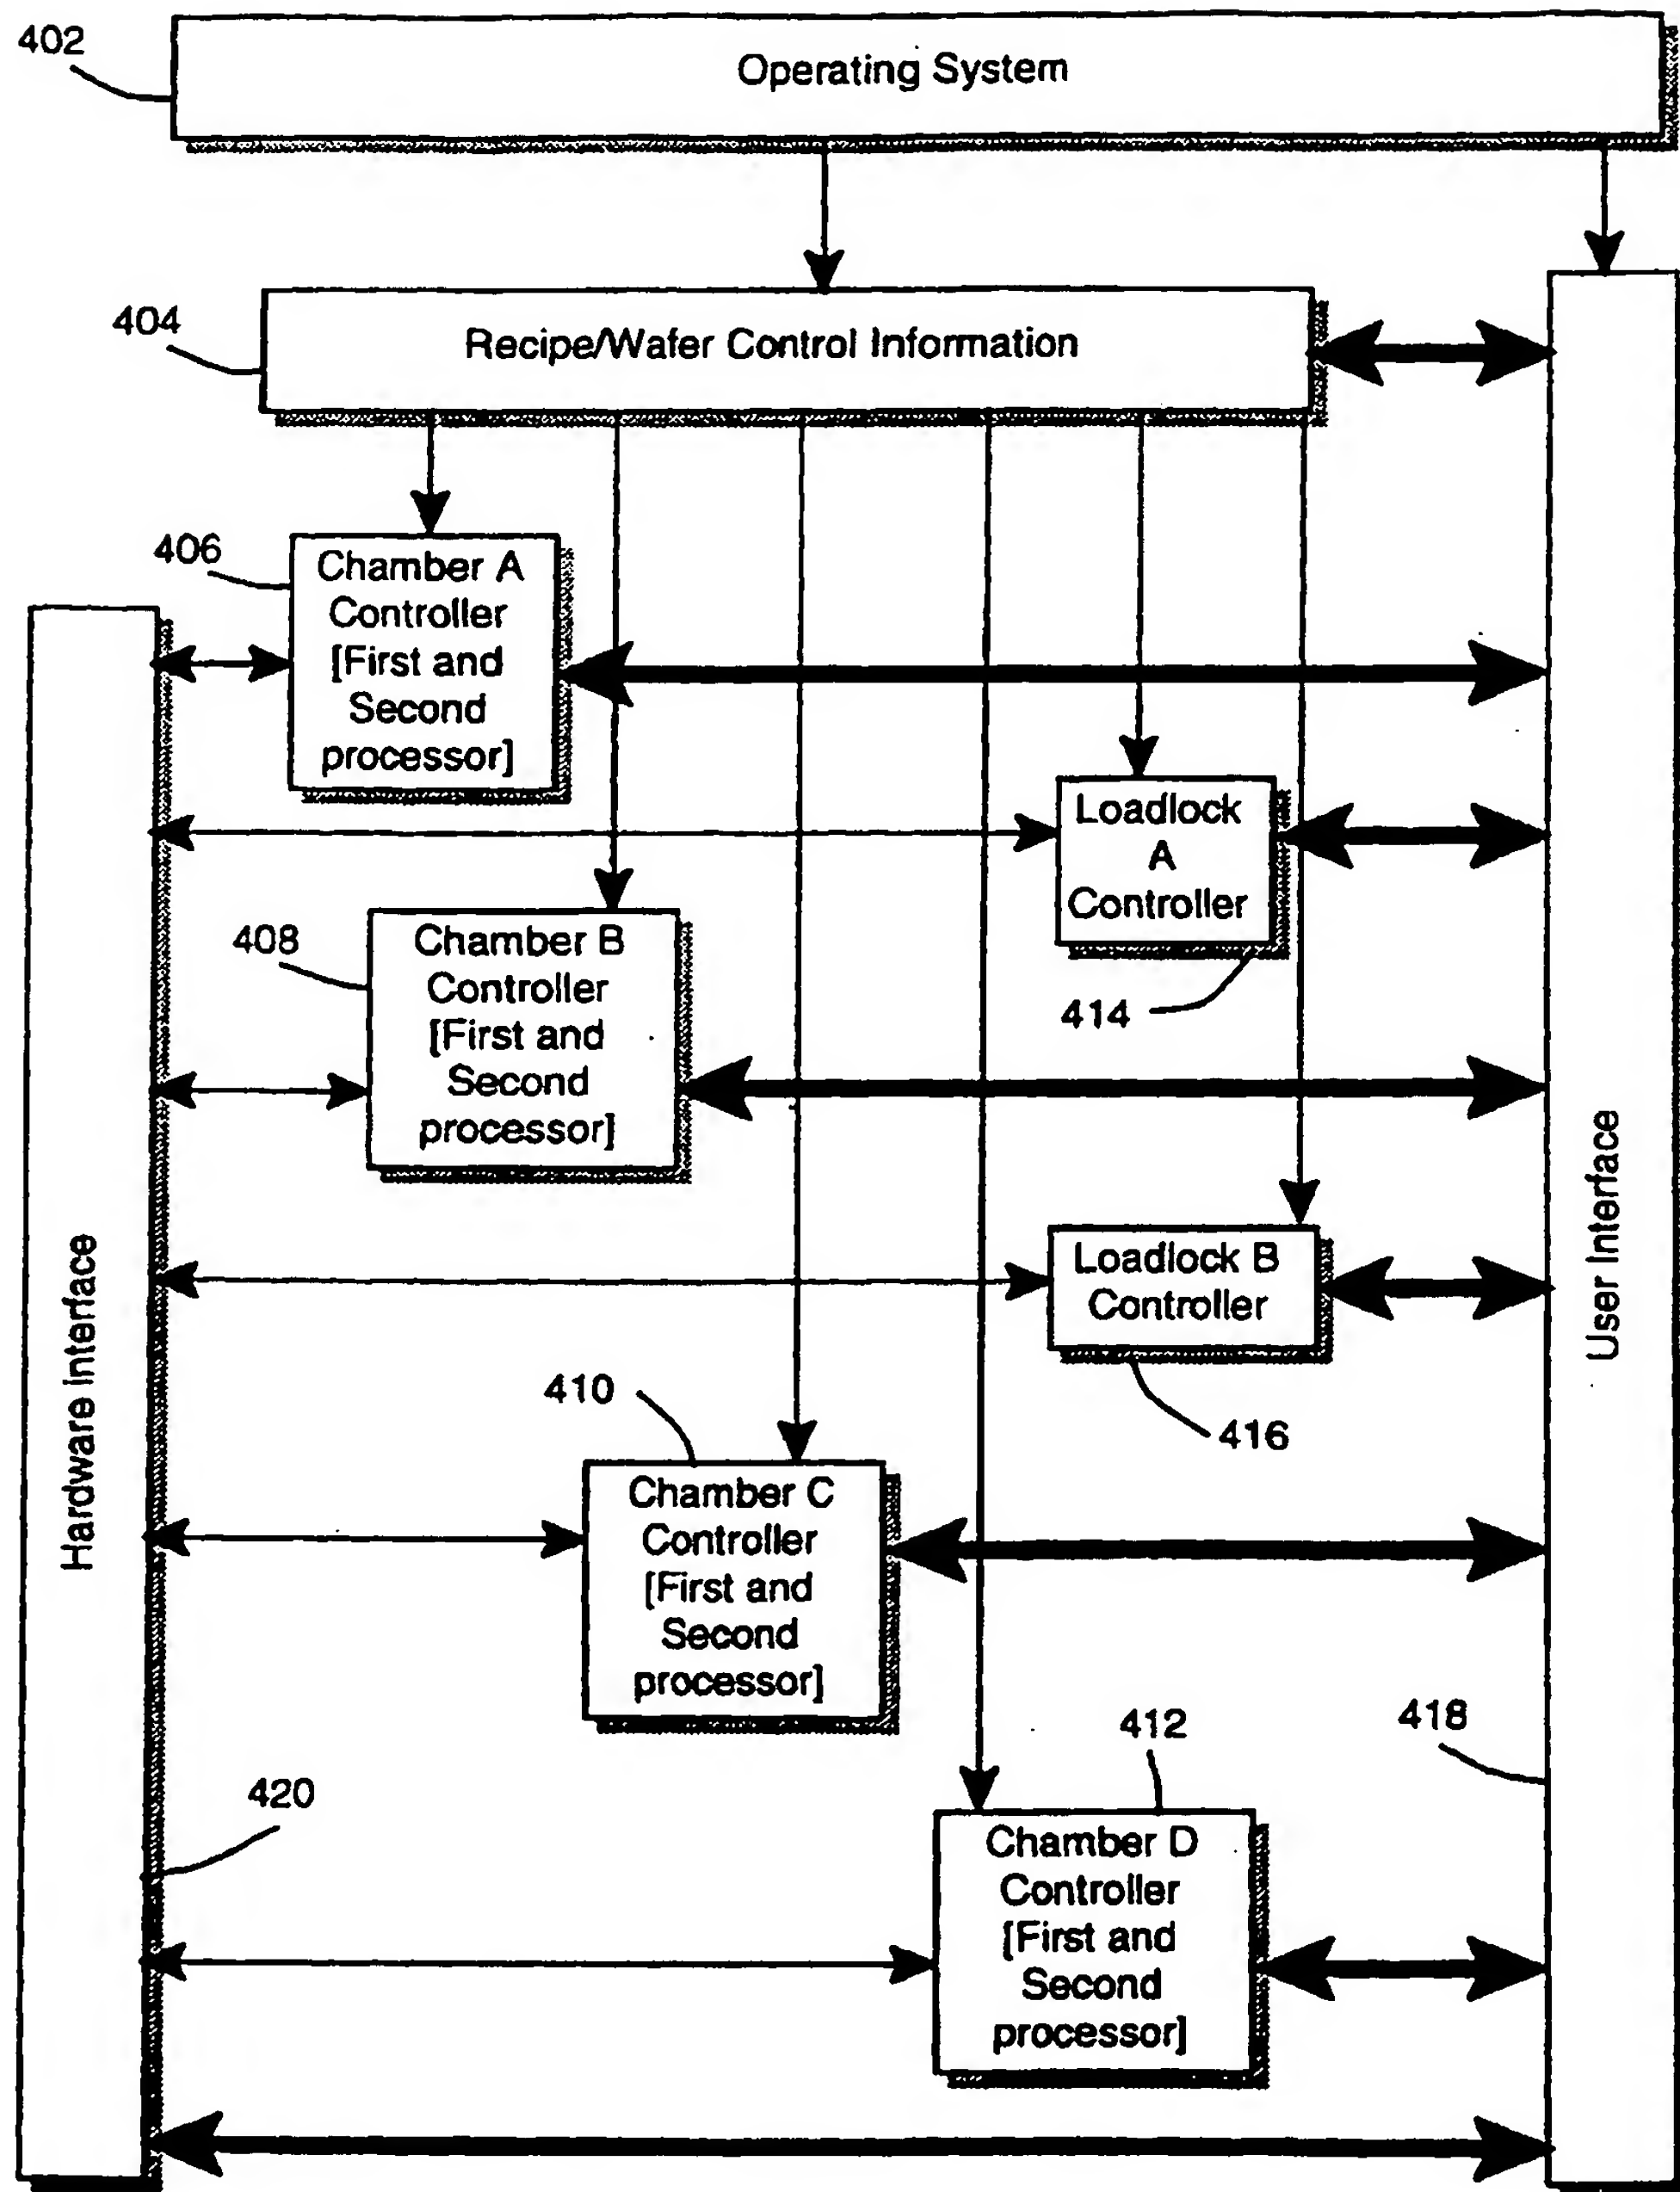 402
Operating System
404
Recipe/Wafer Control Information
406
Chamber A
Controller
[First and
Second
processor]
Loadlock
A
Controller
414
408
Chamber B
Controller
[First and
Second
processor]
Hardware Interface
User Interface
Loadlock B
Controller
416
410
Chamber C
Controller
[First and
Second
processor]
412
418
420
Chamber D
Controller
[First and
Second
processor]